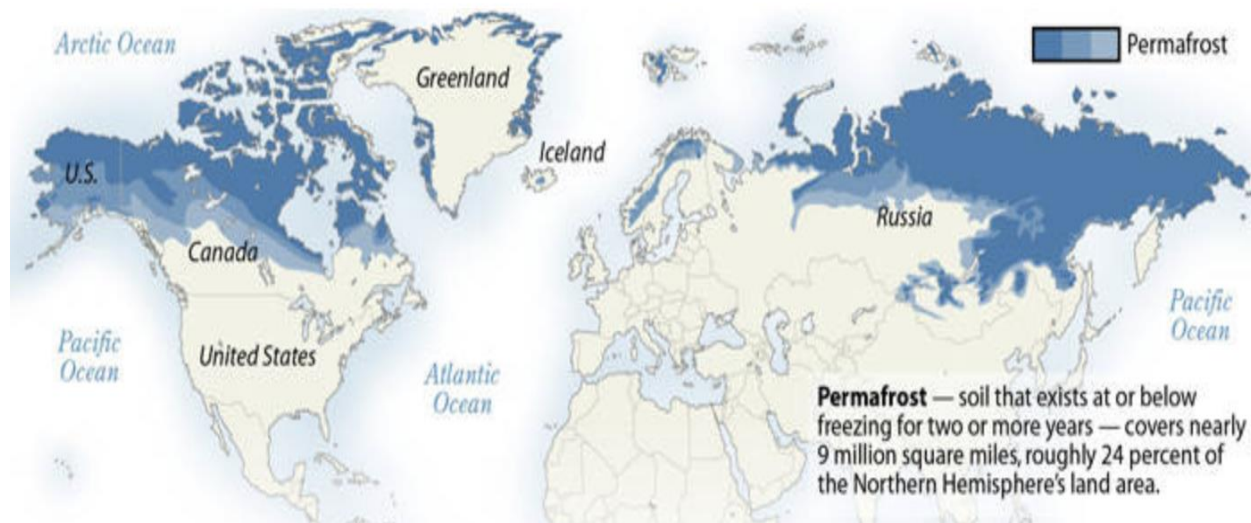 Arctic Ocean
Greenland
Permafrost
Iceland
U.S.
Canada
Russia
Pacific
Ocean
United States
Pacific
Ocean
Atlantic
Ocean
Permafrost — soil that exists at or below
freezing for two or more years — covers nearly
9 million square miles, roughly 24 percent of
the Northern Hemisphere's land area.